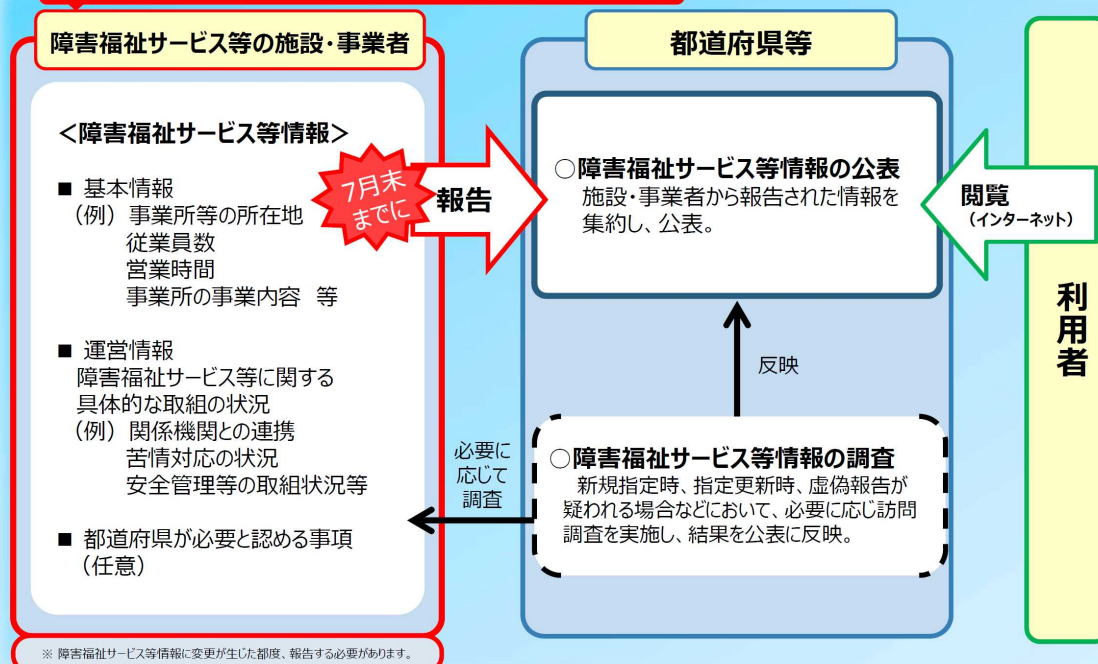 障害福祉サービス等の施設・事業者
<障害福祉サービス等情報>
■ 基本情報
(例) 事業所等の所在地
従業員数
営業時間
事業所の事業内容 等
■ 運営情報
障害福祉サービス等に関する
具体的な取組の状況
(例) 関係機関との連携
苦情対応の状況
安全管理等の取組状況等
■ 都道府県が必要と認める事項
(任意)
※ 障害福祉サービス等情報に変更が生じた都度、報告する必要があります。
7月末
までに
報告
必要に
応じて
調査
都道府県等
○障害福祉サービス等情報の公表
施設・事業者から報告された情報を
集約し、公表。
反映
○障害福祉サービス等情報の調査
新規指定時、指定更新時、虚偽報告が
疑われる場合などにおいて、必要に応じ訪問
調査を実施し、結果を公表に反映。
閲覧
(インターネット)
利用者